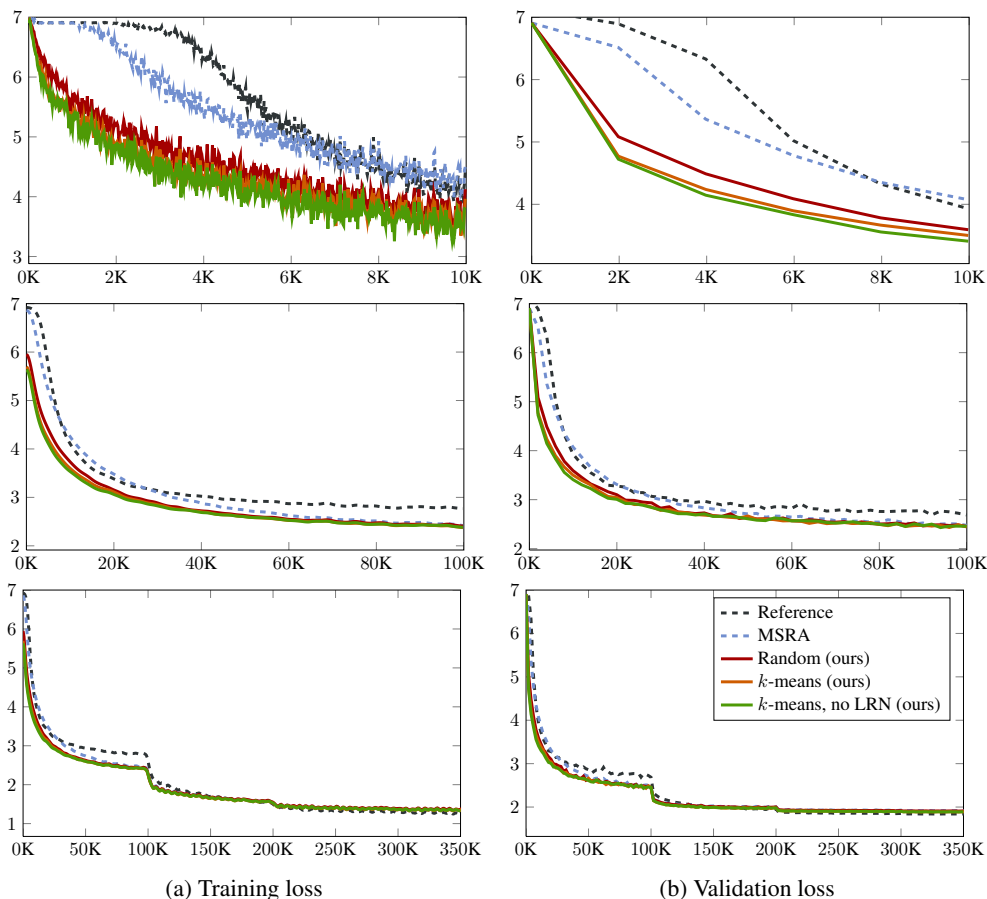 7
6
5
4
3
0K 2K 4K 6K 8K 10K
7
6
5
4
0K 2K 4K 6K 8K 10K
7
6
5
4
3
2
0K 20K 40K 60K 80K 100K
7
6
5
4
3
2
0K 20K 40K 60K 80K 100K
7
6
5
4
3
2
1
0K 50K 100K 150K 200K 250K 300K 350K
7
6
5
4
3
2
0K 50K 100K 150K 200K 250K 300K 350K
Reference
MSRA
Random (ours)
k-means (ours)
k-means, no LRN (ours)
(a) Training loss
(b) Validation loss